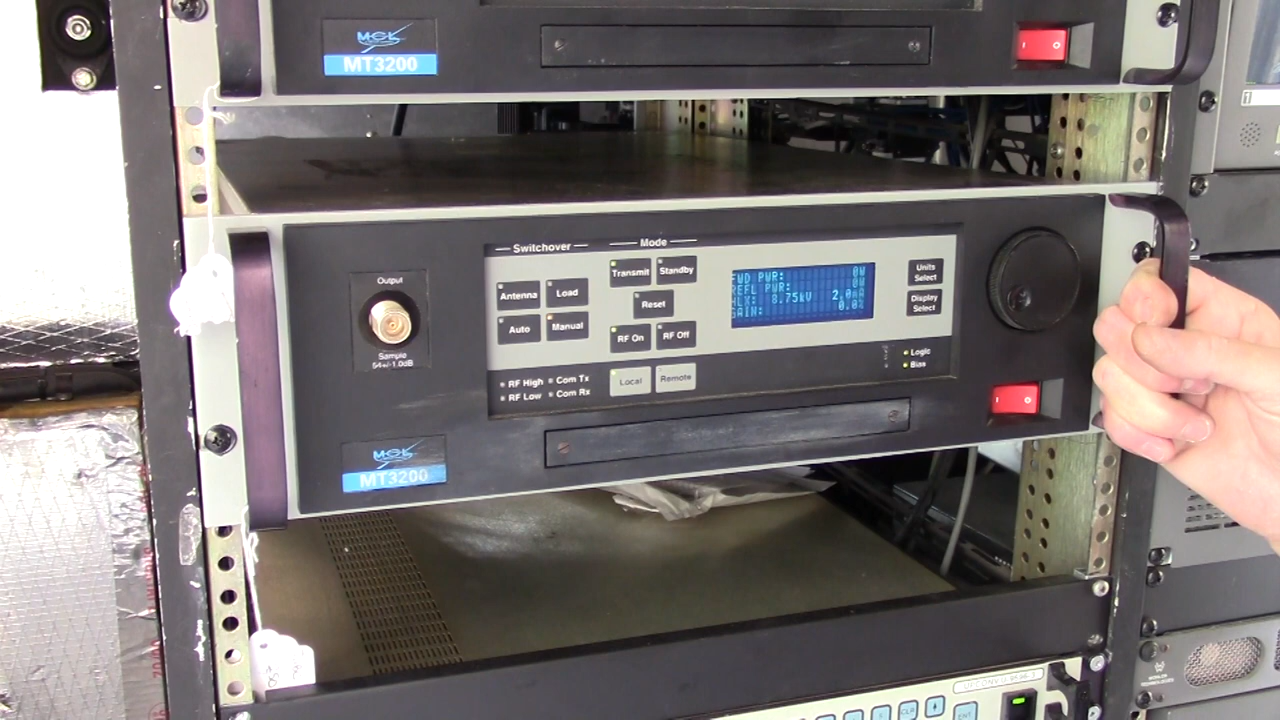 MCL
MT3200
I O
Switchover
Mode
Antenna
Load
Auto
Manual
Transmit
Standby
Reset
RF On
RF Off
Local
Remote
RF High
Com Tx
RF Low
Com Rx
FWD PWR: 0W
REFL PWR: 0W
HLX: 8.75kV 2.0mA
GAIN: 0.0%
Units
Select
Display
Select
Logic
Bias
Output
Sample
54+/-1.0dB
I O
MCL
MT3200
CLR
ENT